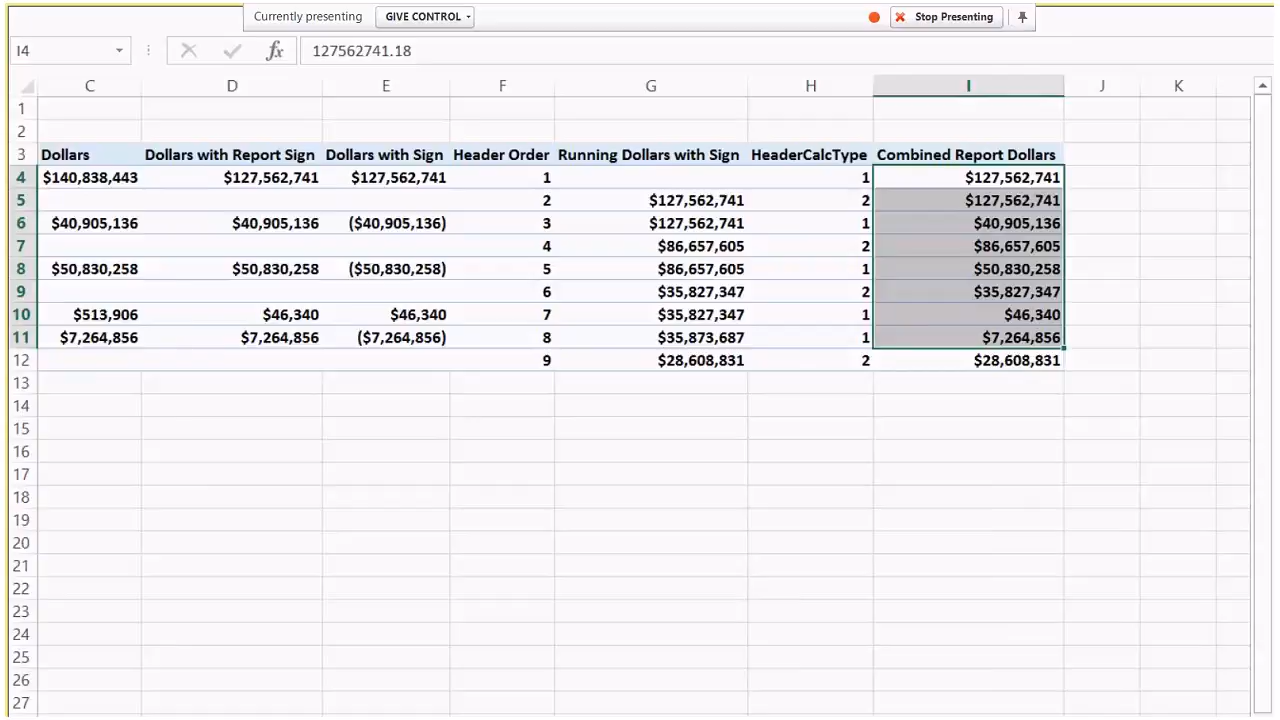 Currently presenting GIVE CONTROL Stop Presenting
I4 fx 127562741.18
C D E F G H I J K
1
2
3 Dollars Dollars with Report Sign Dollars with Sign Header Order Running Dollars with Sign HeaderCalcType Combined Report Dollars
4 $140,838,443 $127,562,741 $127,562,741 1 1 $127,562,741
5 2 $127,562,741 2 $127,562,741
6 $40,905,136 $40,905,136 ($40,905,136) 3 $127,562,741 1 $40,905,136
7 4 $86,657,605 2 $86,657,605
8 $50,830,258 $50,830,258 ($50,830,258) 5 $86,657,605 1 $50,830,258
9 6 $35,827,347 2 $35,827,347
10 $513,906 $46,340 $46,340 7 $35,827,347 1 $46,340
11 $7,264,856 $7,264,856 ($7,264,856) 8 $35,873,687 1 $7,264,856
12 9 $28,608,831 2 $28,608,831
13
14
15
16
17
18
19
20
21
22
23
24
25
26
27